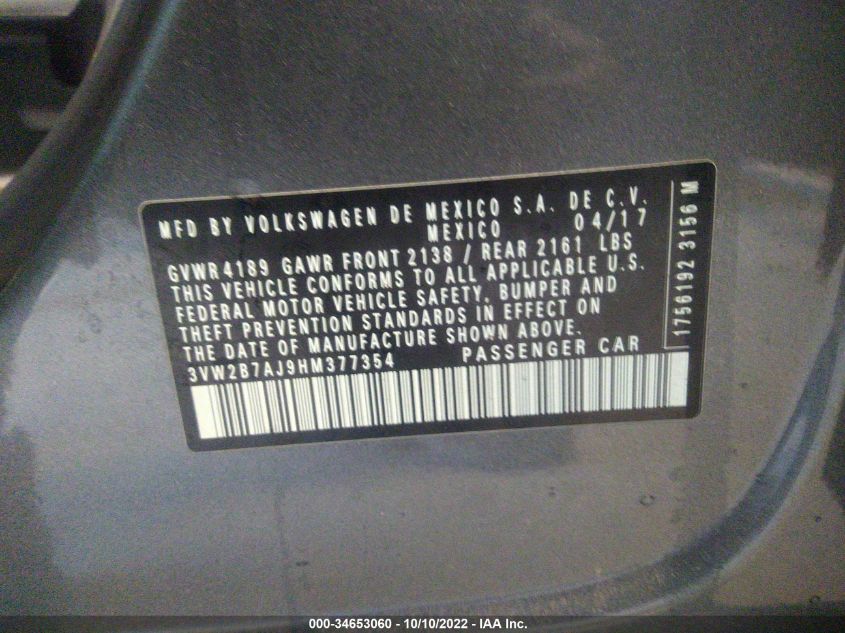 MFD BY VOLKSWAGEN DE MEXICO S.A. DE C.V.
MEXICO 04/17
GVWR 4189 GAWR FRONT 2138 / REAR 2161 LBS
THIS VEHICLE CONFORMS TO ALL APPLICABLE U.S.
FEDERAL MOTOR VEHICLE SAFETY, BUMPER AND
THEFT PREVENTION STANDARDS IN EFFECT ON
THE DATE OF MANUFACTURE SHOWN ABOVE.
3VW2B7AJ9HM377354 PASSENGER CAR
1756192 3156 M
000-34653060 - 10/10/2022 - IAA Inc.